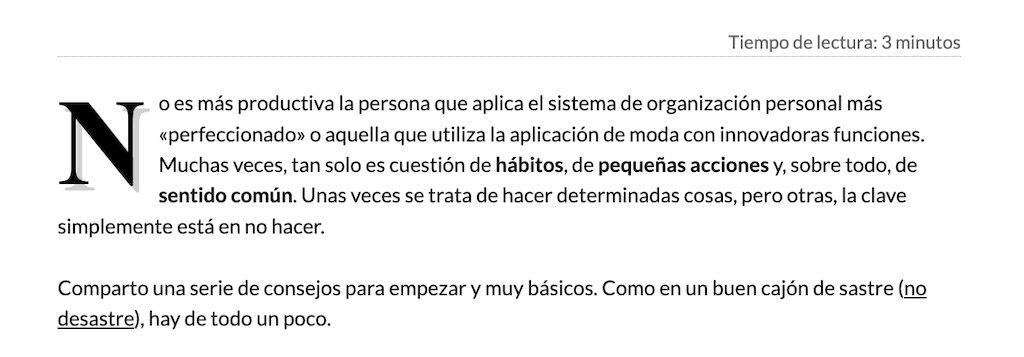 Tiempo de lectura: 3 minutos
No es más productiva la persona que aplica el sistema de organización personal más
«perfeccionado» o aquella que utiliza la aplicación de moda con innovadoras funciones.
Muchas veces, tan solo es cuestión de hábitos, de pequeñas acciones y, sobre todo, de
sentido común. Unas veces se trata de hacer determinadas cosas, pero otras, la clave
simplemente está en no hacer.
Comparto una serie de consejos para empezar y muy básicos. Como en un buen cajón de sastre (no
desastre), hay de todo un poco.